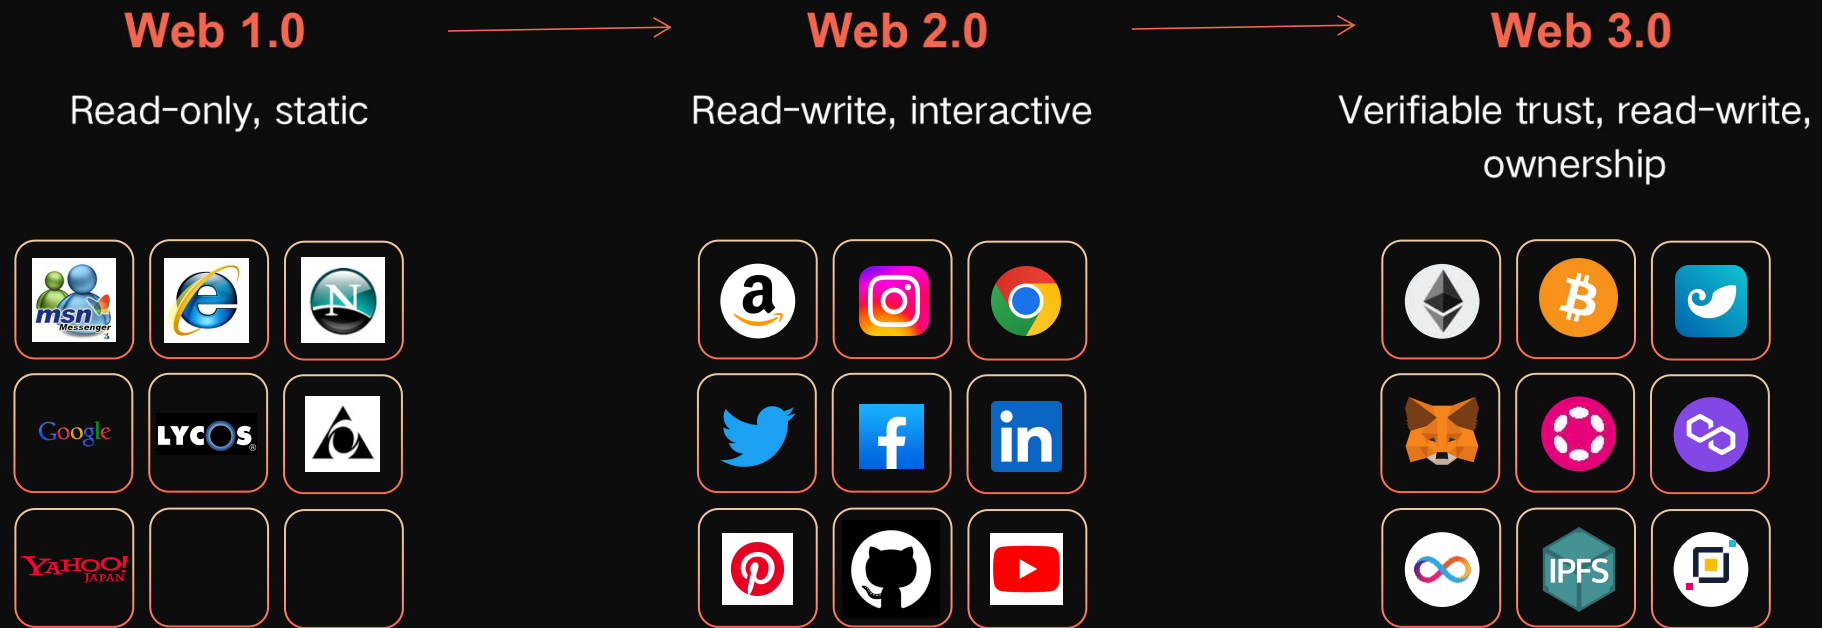 Web 1.0
Web 2.0
Web 3.0
Read-only, static
Read-write, interactive
Verifiable trust, read-write,
ownership
msn
Messenger
e
N
a
Google
LYCOS®
f
in
YAHOO!
JAPAN
IPFS